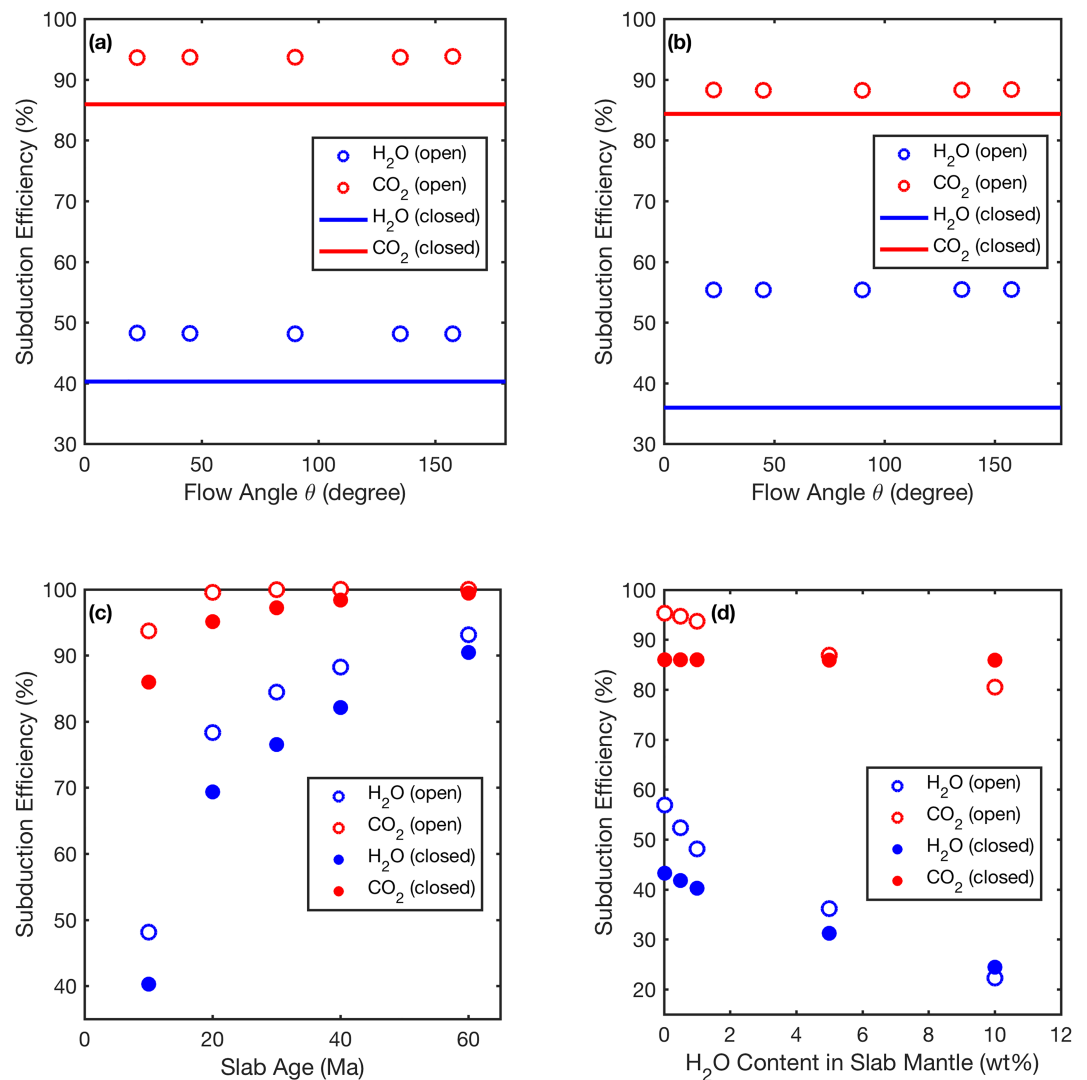 (a)
100
90
80
70
60
50
40
30
Subduction Efficiency (%)
H2O (open)
CO2 (open)
H2O (closed)
CO2 (closed)
0 50 100 150
Flow Angle θ (degree)
(b)
100
90
80
70
60
50
40
30
Subduction Efficiency (%)
H2O (open)
CO2 (open)
H2O (closed)
CO2 (closed)
0 50 100 150
Flow Angle θ (degree)
(c)
100
90
80
70
60
50
40
Subduction Efficiency (%)
H2O (open)
CO2 (open)
H2O (closed)
CO2 (closed)
0 20 40 60
Slab Age (Ma)
(d)
100
90
80
70
60
50
40
30
20
Subduction Efficiency (%)
H2O (open)
CO2 (open)
H2O (closed)
CO2 (closed)
0 2 4 6 8 10 12
H2O Content in Slab Mantle (wt%)